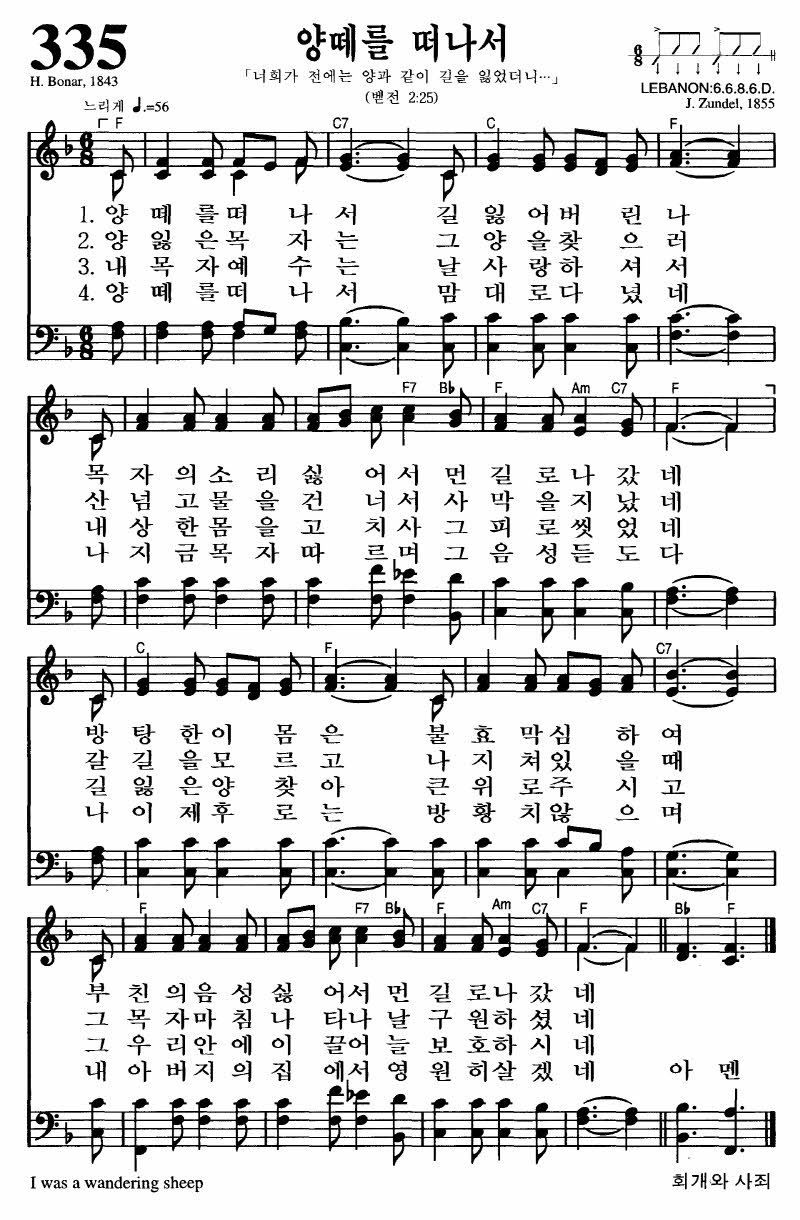 335
양떼를 떠나서
H. Bonar, 1843
「너희가 전에는 양과 같이 길을 잃었더니…」
(벧전 2:25)
6/8
LEBANON:6.6.8.6.D.
J. Zundel, 1855
느리게 ♩.=56
F C7 C F
1. 양 떼 를 떠 나 서 길 잃 어 버 린 나
2. 양 잃 은 목 자 는 그 양 을 찾 으 러
3. 내 목 자 예 수 는 날 사 랑 하 셔 서
4. 양 떼 를 떠 나 서 맘 대 로 다 녔 네
F7 B♭ F Am C7 F
목 자 의 소 리 싫 어 서 먼 길 로 나 갔 네
산 넘 고 물 을 건 너 서 사 막 을 지 났 네
내 상 한 몸 을 고 치 사 그 피 로 씻 었 네
나 지 금 목 자 따 르 며 그 음 성 듣 도 다
C F C7
방 탕 한 이 몸 은 불 효 막 심 하 여
갈 길 을 모 르 고 나 지 쳐 있 을 때
길 잃 은 양 찾 아 큰 위 로 주 시 고
나 이 제 후 로 는 방 황 치 않 으 며
F F7 B♭ F Am C7 F B♭ F
부 친 의 음 성 싫 어 서 먼 길 로 나 갔 네
그 목 자 마 침 나 타 나 날 구 원 하 셨 네
그 우 리 안 에 이 끌 어 늘 보 호 하 시 네
내 아 버 지 의 집 에 서 영 원 히 살 겠 네 아 멘
I was a wandering sheep
회개와 사죄